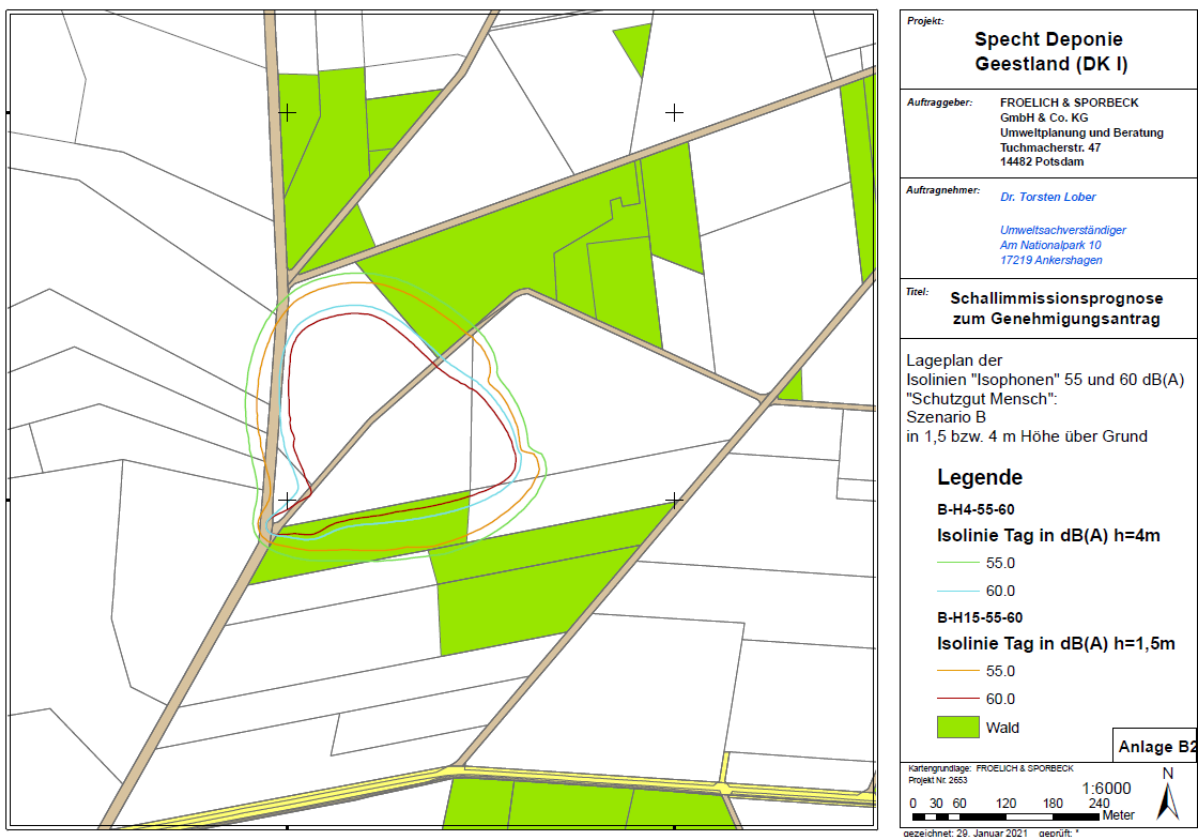 Projekt:
Specht Deponie
Geestland (DK I)
Auftraggeber:
FROELICH & SPORBECK
GmbH & Co. KG
Umweltplanung und Beratung
Tuchmacherstr. 47
14482 Potsdam
Auftragnehmer:
Dr. Torsten Lober
Umweltsachverständiger
Am Nationalpark 10
17219 Ankershagen
Titel:
Schallimmissionsprognose
zum Genehmigungsantrag
Lageplan der
Isolinien "Isophonen" 55 und 60 dB(A)
"Schutzgut Mensch":
Szenario B
in 1,5 bzw. 4 m Höhe über Grund
Legende
B-H4-55-60
Isolinie Tag in dB(A) h=4m
55.0
60.0
B-H15-55-60
Isolinie Tag in dB(A) h=1,5m
55.0
60.0
Wald
Anlage B2
Kartengrundlage: FROELICH & SPORBECK
Projekt Nr. 2653
1:6000
N
0 30 60 120 180 240
Meter
gezeichnet: 29. Januar 2021 geprüft: *